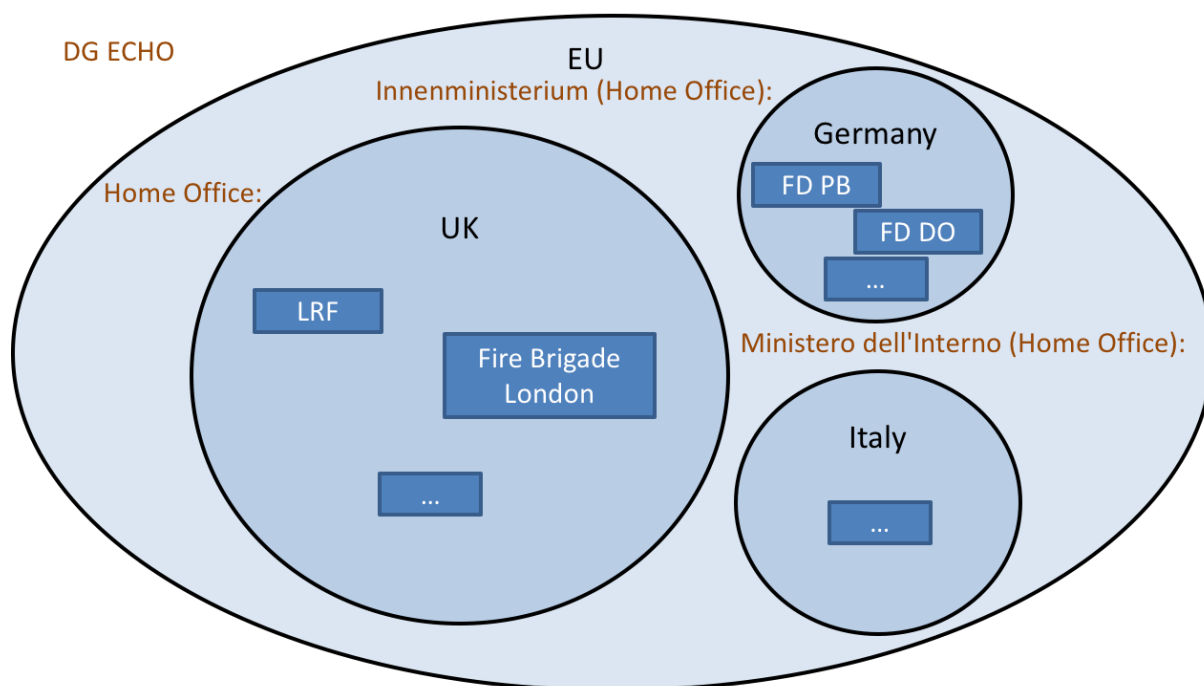 DG ECHO
EU
Innenministerium (Home Office):
Germany
FD PB
FD DO
...
Home Office:
UK
LRF
Fire Brigade
London
...
Ministero dell'Interno (Home Office):
Italy
...